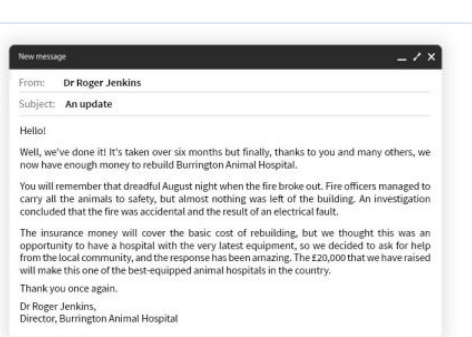 New message
From: Dr Roger Jenkins
Subject: An update
Hello!
Well, we've done it! It's taken over six months but finally, thanks to you and many others, we
now have enough money to rebuild Burrington Animal Hospital.
You will remember that dreadful August night when the fire broke out. Fire officers managed to
carry all the animals to safety, but almost nothing was left of the building. An investigation
concluded that the fire was accidental and the result of an electrical fault.
The insurance money will cover the basic cost of rebuilding, but we thought this was an
opportunity to have a hospital with the very latest equipment, so we decided to ask for help
from the local community, and the response has been amazing. The £20,000 that we have raised
will make this one of the best-equipped animal hospitals in the country.
Thank you once again.
Dr Roger Jenkins,
Director, Burrington Animal Hospital